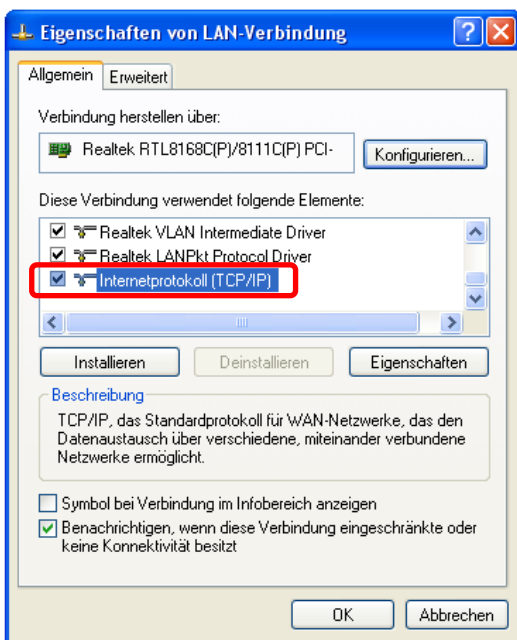 Eigenschaften von LAN-Verbindung
Allgemein
Erweitert
Verbindung herstellen über:
Realtek RTL8168C(P)/8111C(P) PCI-
Konfigurieren...
Diese Verbindung verwendet folgende Elemente:
Realtek VLAN Intermediate Driver
Realtek LANPkt Protocol Driver
Internetprotokoll (TCP/IP)
Installieren
Deinstallieren
Eigenschaften
Beschreibung
TCP/IP, das Standardprotokoll für WAN-Netzwerke, das den
Datenaustausch über verschiedene, miteinander verbundene
Netzwerke ermöglicht.
Symbol bei Verbindung im Infobereich anzeigen
Benachrichtigen, wenn diese Verbindung eingeschränkte oder
keine Konnektivität besitzt
OK
Abbrechen